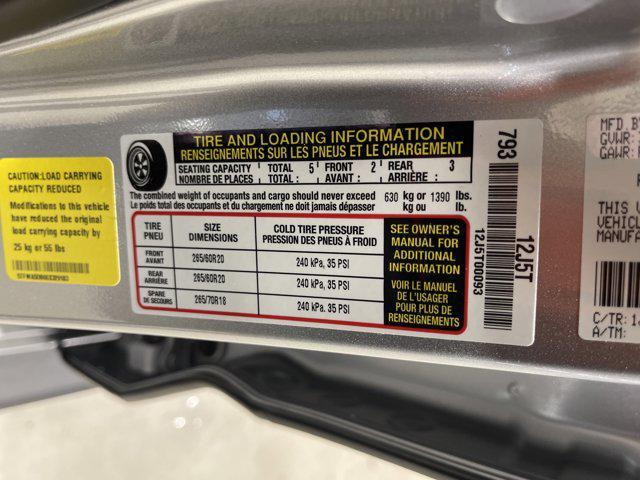 CAUTION:LOAD CARRYING
CAPACITY REDUCED
Modifications to this vehicle
have reduced the original
load carrying capacity by
25 kg or 55 lbs
TIRE AND LOADING INFORMATION
RENSEIGNEMENTS SUR LES PNEUS ET LE CHARGEMENT
SEATING CAPACITY TOTAL 5 FRONT 2 REAR 3
NOMBRE DE PLACES : TOTAL : AVANT : ARRIÈRE :
The combined weight of occupants and cargo should never exceed 630 kg or 1390 lbs.
Le poids total des occupants et du chargement ne doit jamais dépasser kg ou lb.
TIRE
PNEU
SIZE
DIMENSIONS
COLD TIRE PRESSURE
PRESSION DES PNEUS À FROID
FRONT
AVANT
265/60R20
240 kPa, 35 PSI
REAR
ARRIÈRE
265/60R20
240 kPa, 35 PSI
SPARE
DE SECOURS
265/70R18
240 kPa, 35 PSI
SEE OWNER'S
MANUAL FOR
ADDITIONAL
INFORMATION
VOIR LE MANUEL
DE L'USAGER
POUR PLUS DE
RENSEIGNEMENTS
793
12J5T
12J5T00093
MFD BY
GVWR:
GAWR:
THIS V
VEHICL
MANUFA
C/TR:
A/TM: